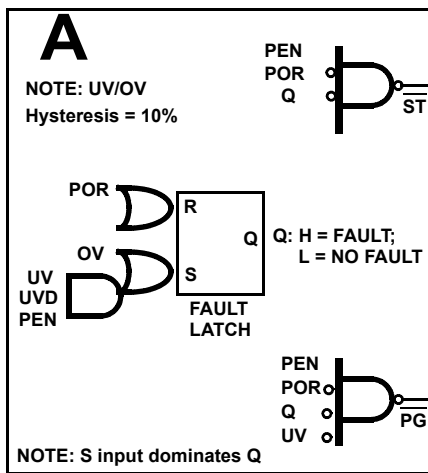 A
NOTE: UV/OV
Hysteresis = 10%
PEN
POR
Q
ST
POR
R
Q
Q: H = FAULT;
L = NO FAULT
OV
S
UV
UVD
PEN
FAULT
LATCH
PEN
POR
Q
UV
PG
NOTE: S input dominates Q